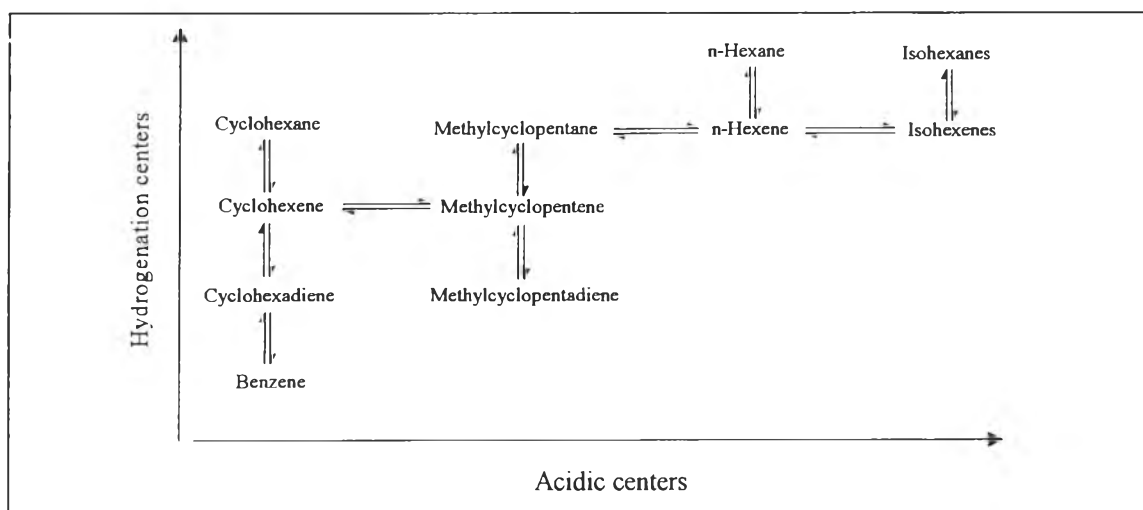 n-Hexane Isohexanes
Cyclohexane Methylcyclopentane n-Hexene Isohexenes
Cyclohexene Methylcyclopentene
Cyclohexadiene Methylcyclopentadiene
Benzene
Hydrogenation centers
Acidic centers